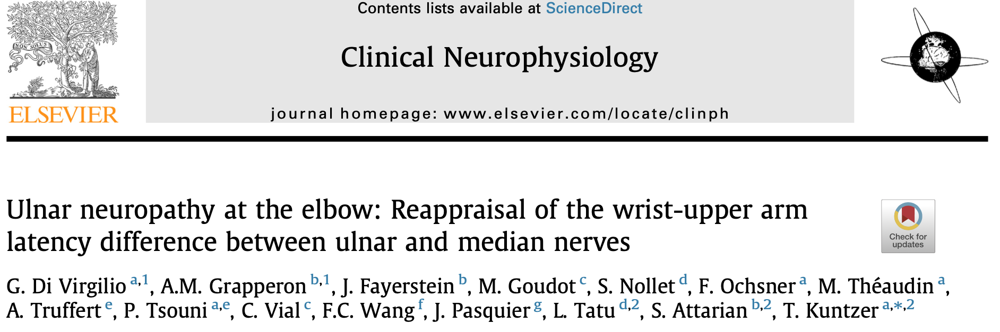 Contents lists available at ScienceDirect
Clinical Neurophysiology
journal homepage: www.elsevier.com/locate/clinph
NON SOLUS
ELSEVIER
Ulnar neuropathy at the elbow: Reappraisal of the wrist-upper arm
latency difference between ulnar and median nerves
Check for
updates
G. Di Virgilio a,1, A.M. Grapperon b,1, J. Fayerstein b, M. Goudot c, S. Nollet d, F. Ochsner a, M. Théaudin a,
A. Truffert e, P. Tsouni a,e, C. Vial c, F.C. Wang f, J. Pasquier g, L. Tatu d,2, S. Attarian b,2, T. Kuntzer a,*,2